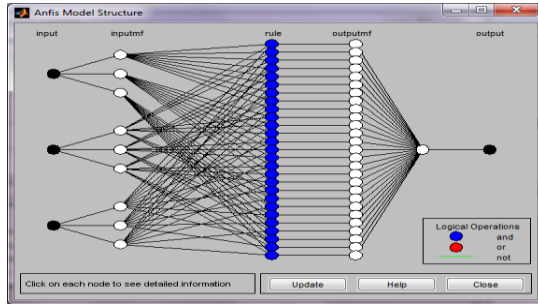 Anfis Model Structure
input inputmf rule outputmf output
Logical Operations
and
or
not
Click on each node to see detailed information
Update Help Close